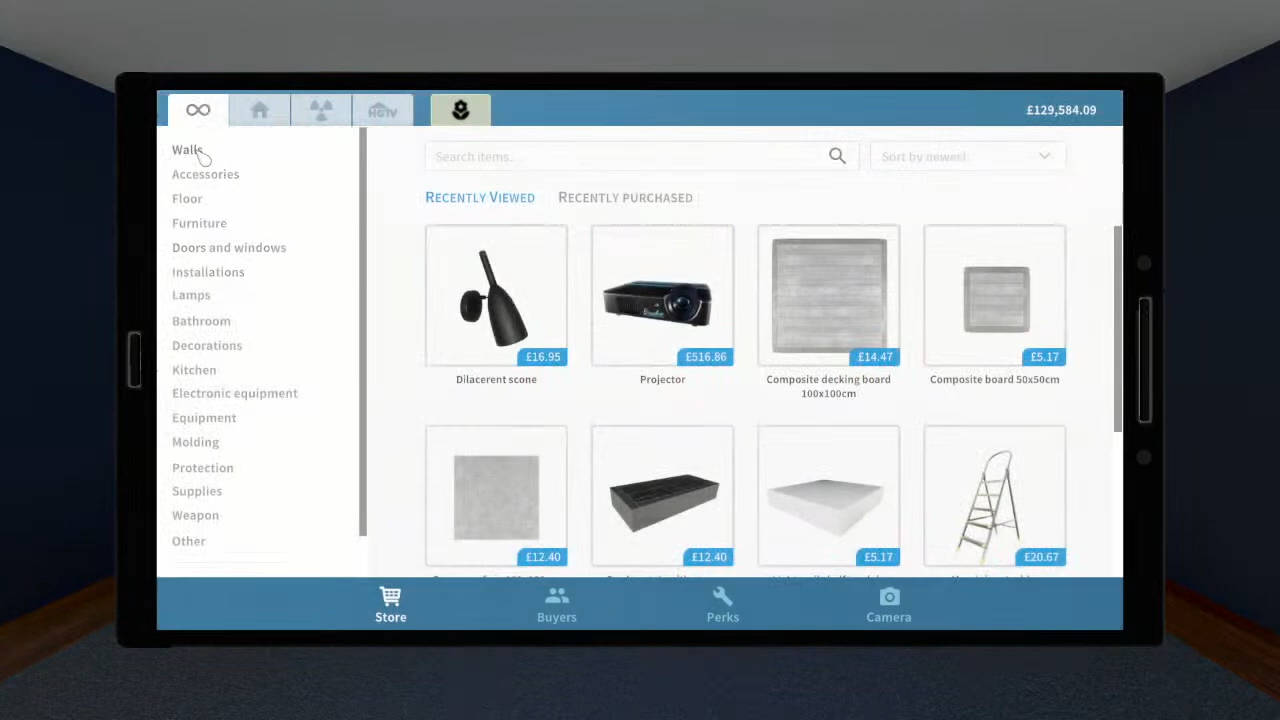 HGTV
£129,584.09
Walls
Accessories
Floor
Furniture
Doors and windows
Installations
Lamps
Bathroom
Decorations
Kitchen
Electronic equipment
Equipment
Molding
Protection
Supplies
Weapon
Other
Search items...
Sort by newest
RECENTLY VIEWED
RECENTLY PURCHASED
£16.95
£516.86
£14.47
£5.17
Dilacerent scone
Projector
Composite decking board
100x100cm
Composite board 50x50cm
£12.40
£12.40
£5.17
£20.67
Store
Buyers
Perks
Camera